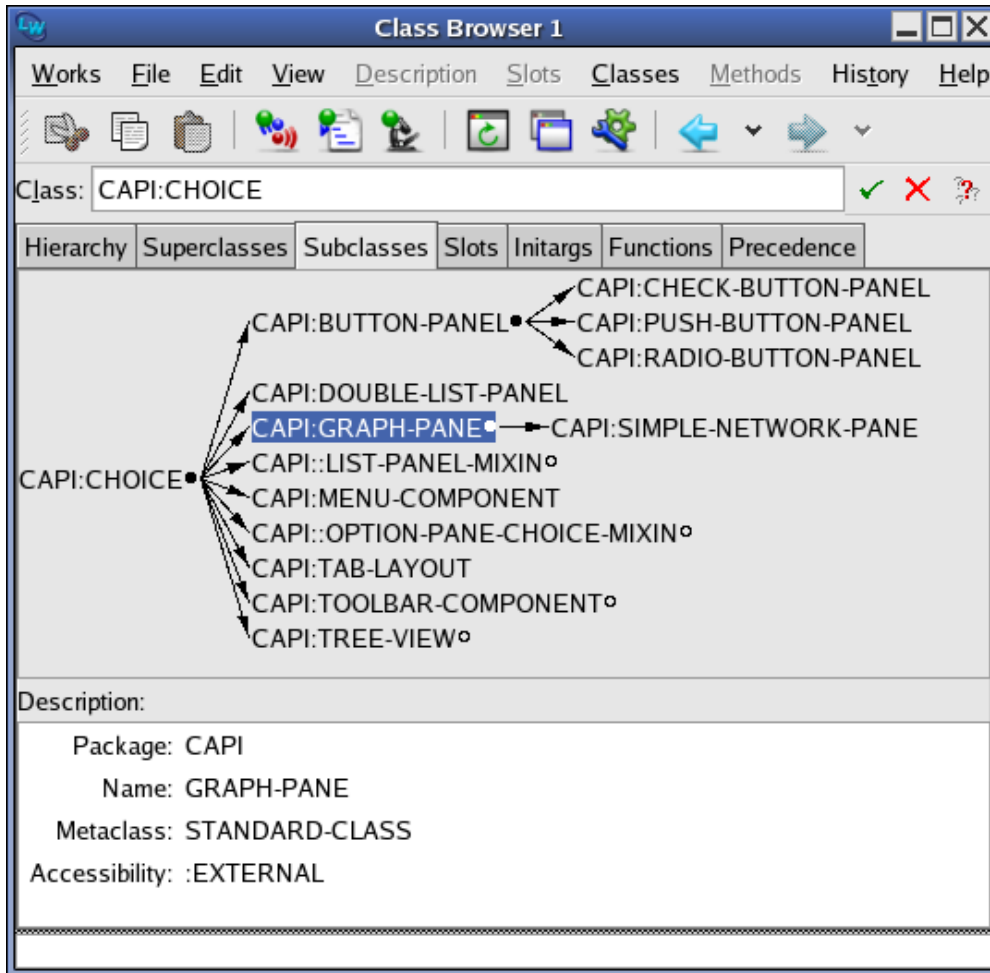 Class Browser 1
Works File Edit View Description Slots Classes Methods History Help
Class: CAPI:CHOICE
Hierarchy Superclasses Subclasses Slots Initargs Functions Precedence
CAPI:CHECK-BUTTON-PANEL
CAPI:BUTTON-PANEL CAPI:PUSH-BUTTON-PANEL
CAPI:RADIO-BUTTON-PANEL
CAPI:DOUBLE-LIST-PANEL
CAPI:GRAPH-PANE CAPI:SIMPLE-NETWORK-PANE
CAPI::LIST-PANEL-MIXIN
CAPI:CHOICE
CAPI:MENU-COMPONENT
CAPI::OPTION-PANE-CHOICE-MIXIN
CAPI:TAB-LAYOUT
CAPI:TOOLBAR-COMPONENT
CAPI:TREE-VIEW
Description:
Package: CAPI
Name: GRAPH-PANE
Metaclass: STANDARD-CLASS
Accessibility: :EXTERNAL